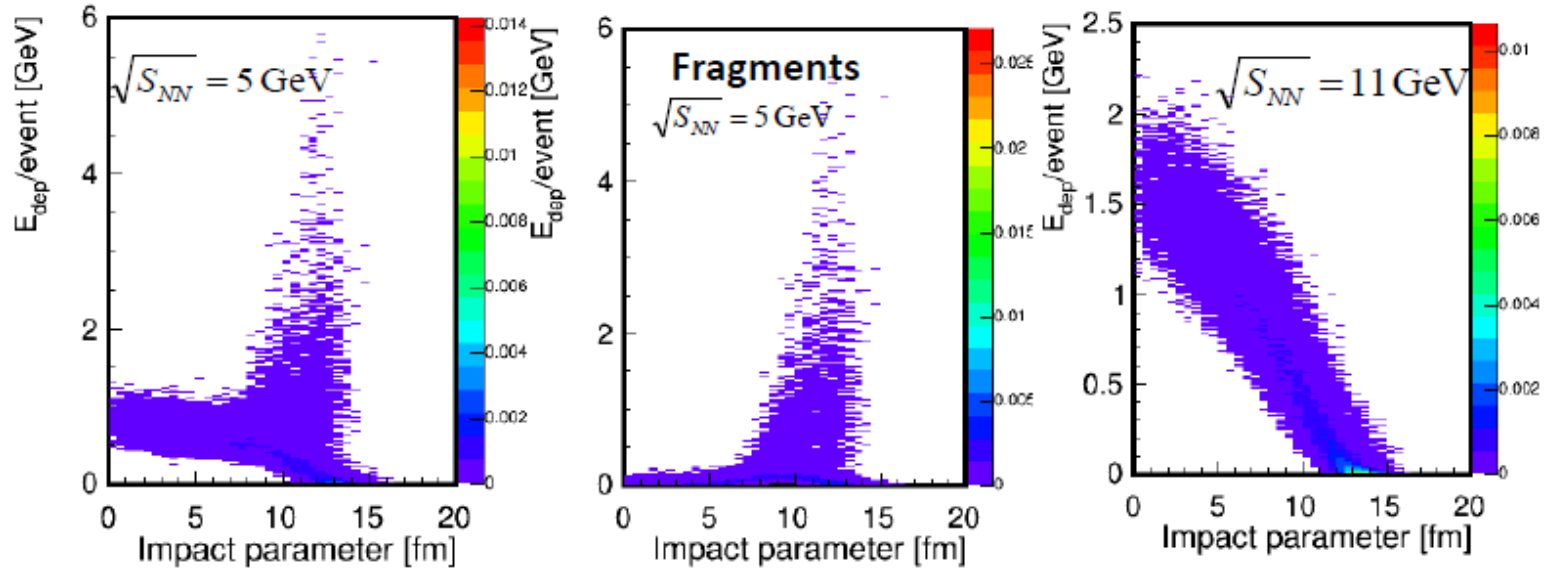 E_dep/event [GeV]
6
4
2
0
√S_NN = 5 GeV
0.014
0.012
0.01
0.008
0.006
0.004
0.002
0
0 5 10 15 20
Impact parameter [fm]
E_dep/event [GeV]
6
4
2
0
Fragments
√S_NN = 5 GeV
0.025
0.02
0.015
0.01
0.005
0
0 5 10 15 20
Impact parameter [fm]
E_dep/event [GeV]
2.5
2
1.5
1
0.5
0
√S_NN = 11 GeV
0.01
0.008
0.006
0.004
0.002
0
0 5 10 15 20
Impact parameter [fm]